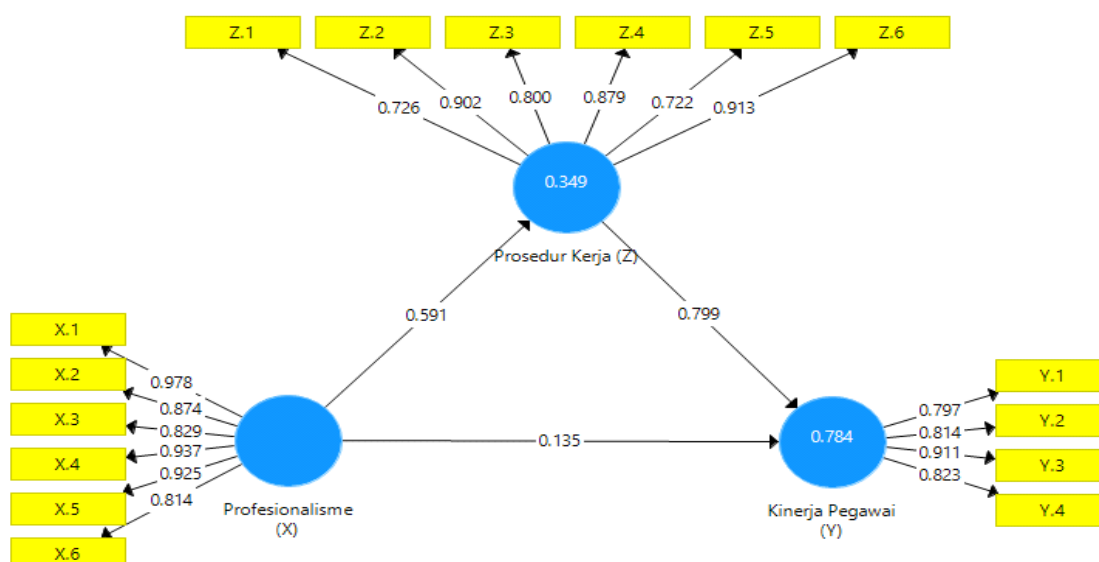 Z.1
Z.2
Z.3
Z.4
Z.5
Z.6
0.726
0.902
0.800
0.879
0.722
0.913
0.349
Prosedur Kerja (Z)
0.591
0.799
X.1
X.2
X.3
X.4
X.5
X.6
0.978
0.874
0.829
0.937
0.925
0.814
Profesionalisme
(X)
0.135
0.784
Kinerja Pegawai
(Y)
0.797
0.814
0.911
0.823
Y.1
Y.2
Y.3
Y.4